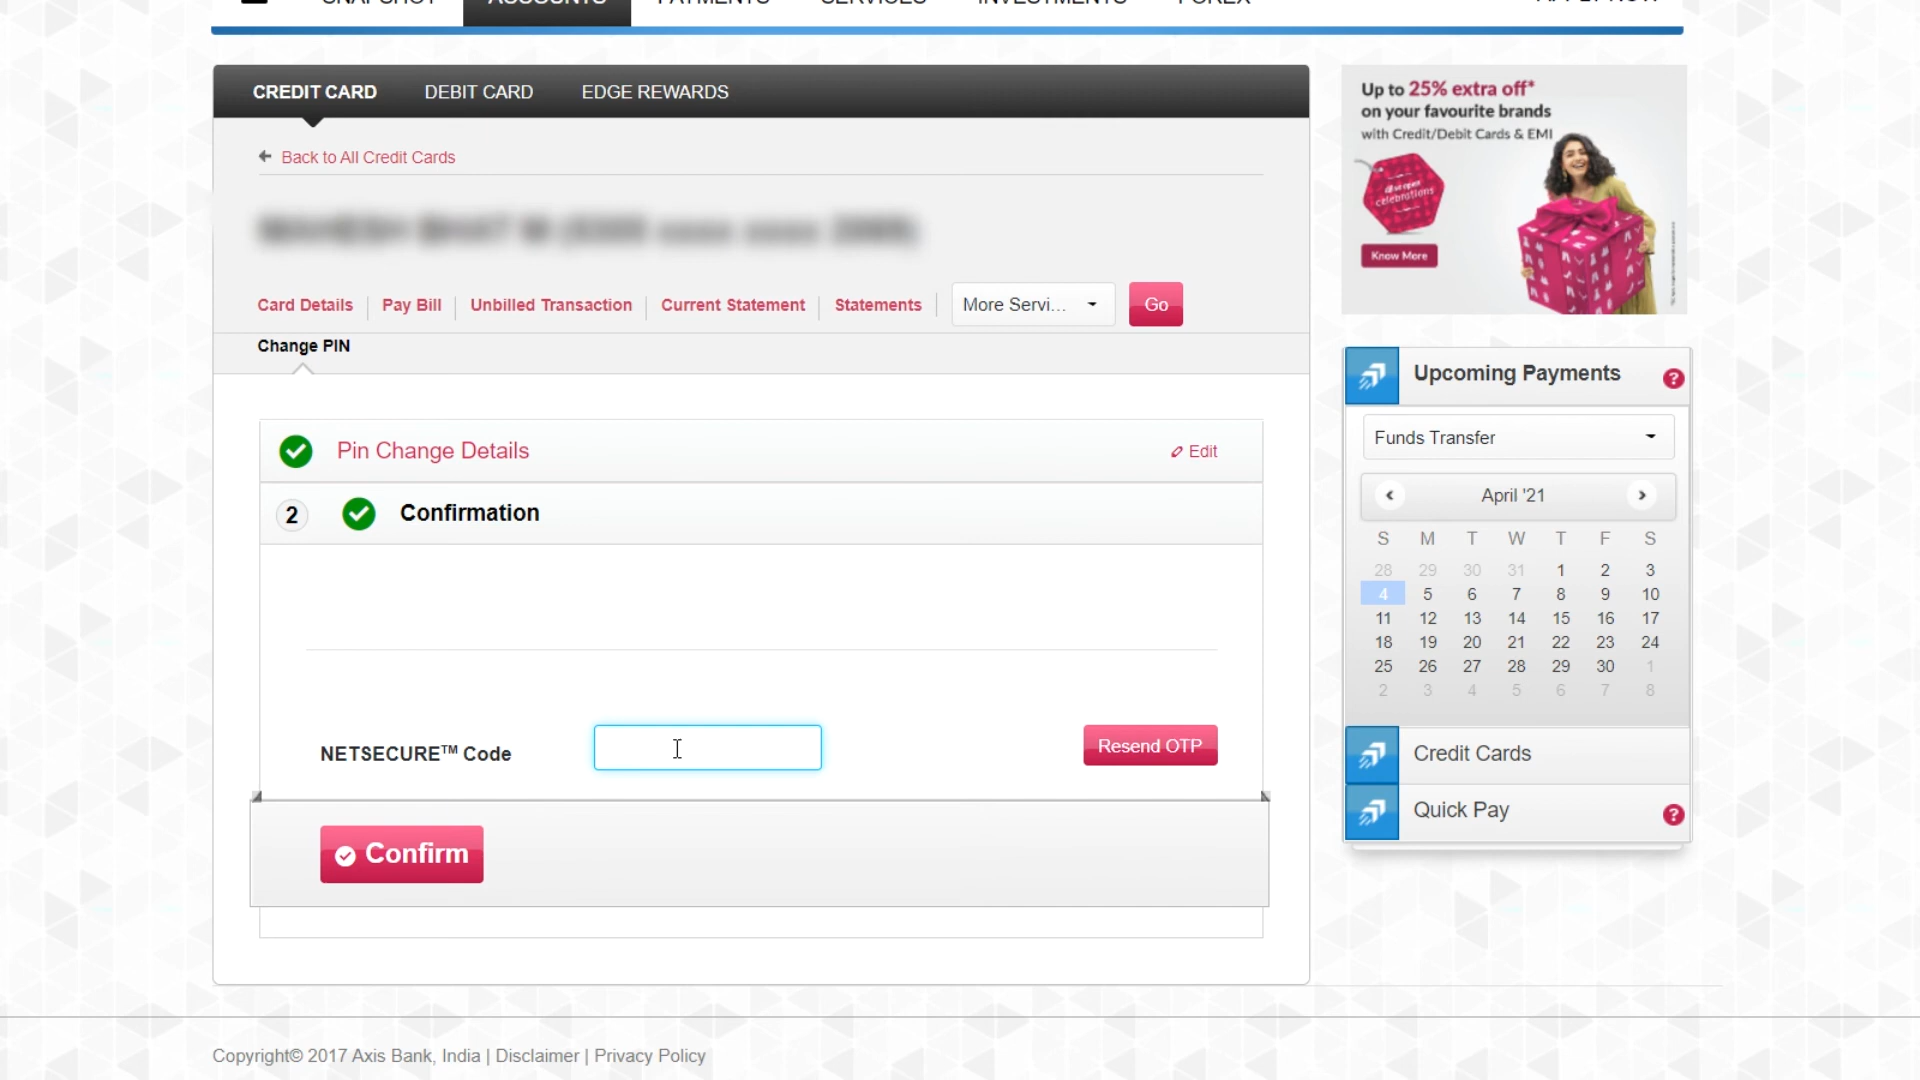 ACCOUNTS
CREDIT CARD DEBIT CARD EDGE REWARDS
Back to All Credit Cards
Card Details Pay Bill Unbilled Transaction Current Statement Statements More Servi... Go
Change PIN
Pin Change Details Edit
2 Confirmation
NETSECURE™ Code Resend OTP
Confirm
Up to 25% extra off*
on your favourite brands
with Credit/Debit Cards & EMI
celebrations
Know More
Upcoming Payments ?
Funds Transfer
April '21
S M T W T F S
28 29 30 31 1 2 3
4 5 6 7 8 9 10
11 12 13 14 15 16 17
18 19 20 21 22 23 24
25 26 27 28 29 30 1
2 3 4 5 6 7 8
Credit Cards
Quick Pay ?
Copyright© 2017 Axis Bank, India | Disclaimer | Privacy Policy